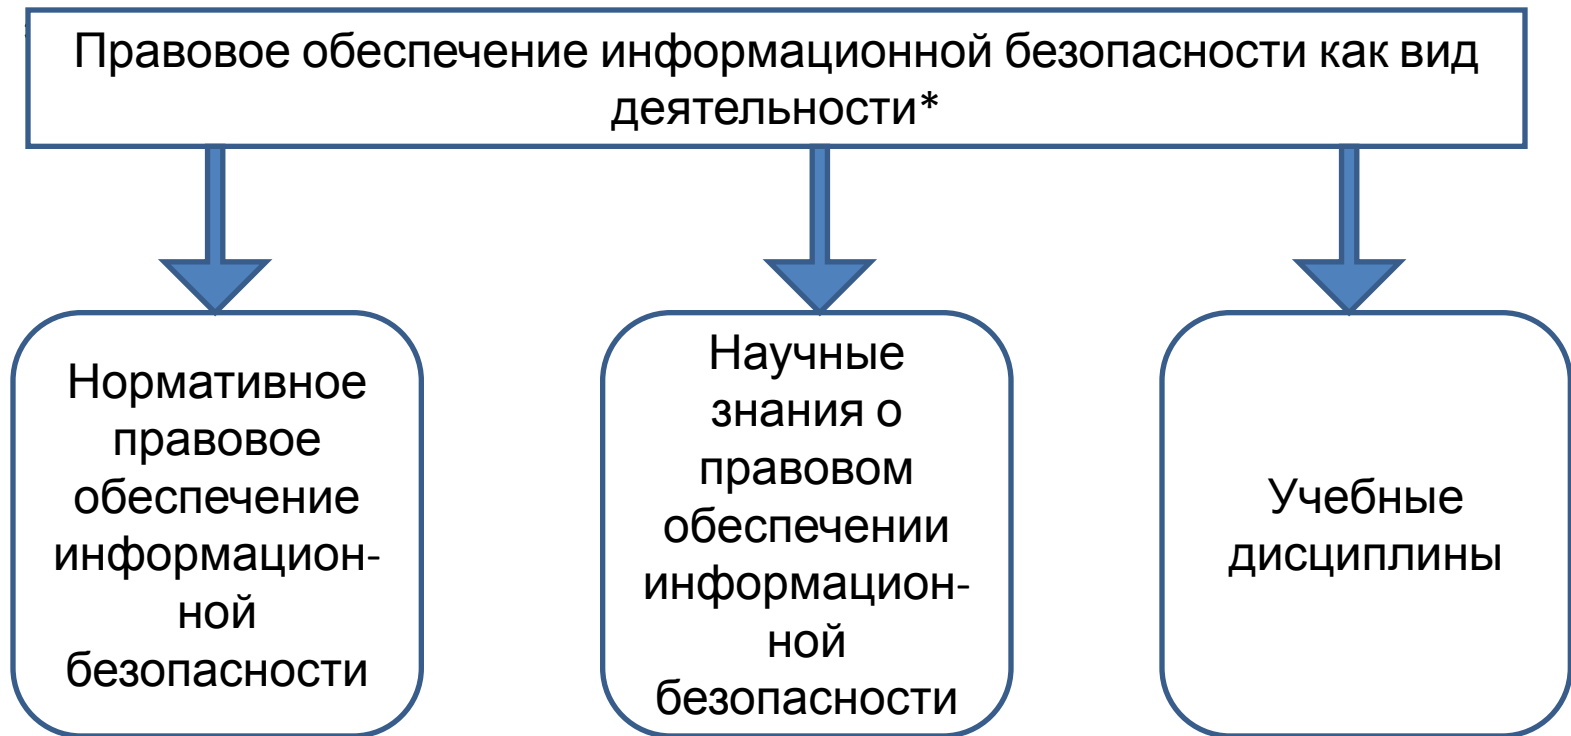 Правовое обеспечение информационной безопасности как вид
деятельности*
Нормативное
правовое
обеспечение
информацион-
ной
безопасности
Научные
знания о
правовом
обеспечении
информацион-
ной
безопасности
Учебные
дисциплины